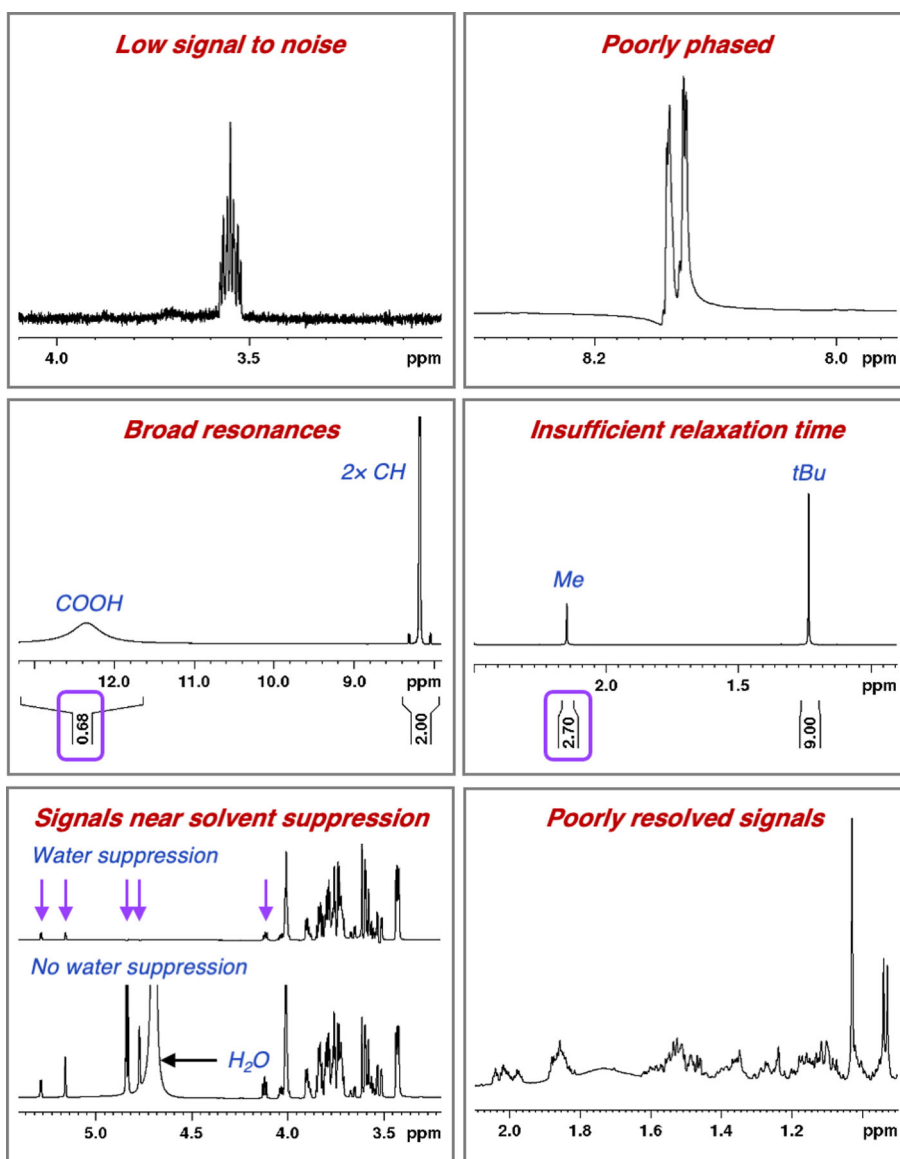 Low signal to noise
4.0 3.5 ppm
Poorly phased
8.2 8.0 ppm
Broad resonances
2× CH
COOH
12.0 11.0 10.0 9.0 ppm
0.68 2.00
Insufficient relaxation time
tBu
Me
2.0 1.5 ppm
2.70 9.00
Signals near solvent suppression
Water suppression
No water suppression
H₂O
5.0 4.5 4.0 3.5 ppm
Poorly resolved signals
2.0 1.8 1.6 1.4 1.2 ppm